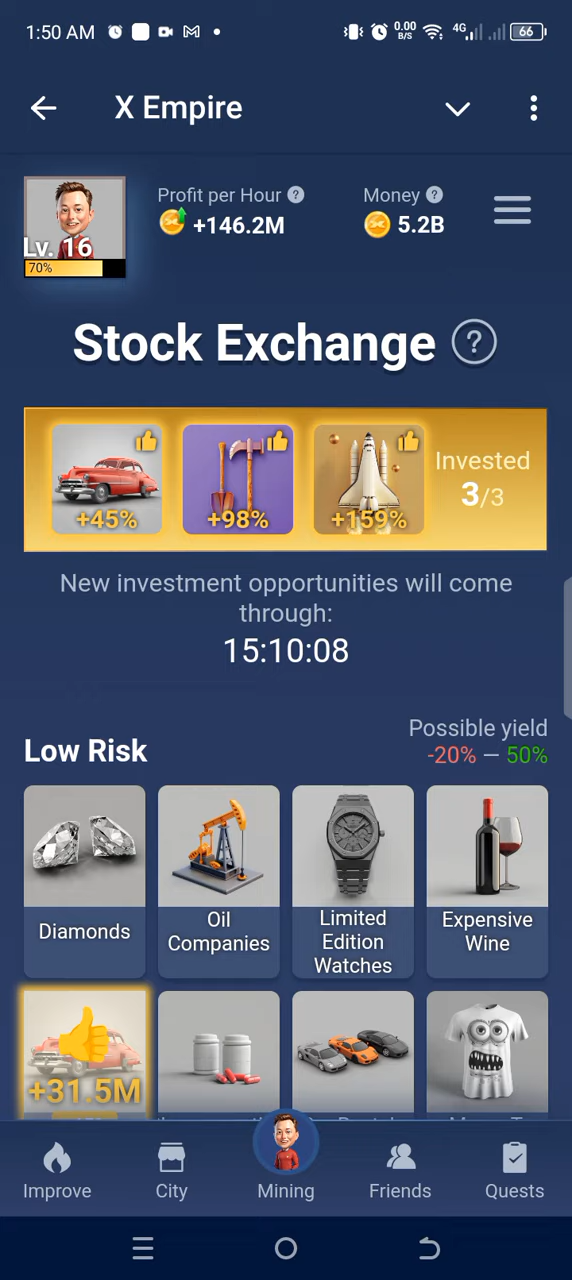 1:50 AM
0.00
B/S
4G
66
X Empire
Lv. 16
70%
Profit per Hour ?
+146.2M
Money ?
5.2B
Stock Exchange ?
+45%
+98%
+159%
Invested
3/3
New investment opportunities will come
through:
15:10:08
Low Risk
Possible yield
-20% — 50%
Diamonds
Oil
Companies
Limited
Edition
Watches
Expensive
Wine
+31.5M
Improve
City
Mining
Friends
Quests